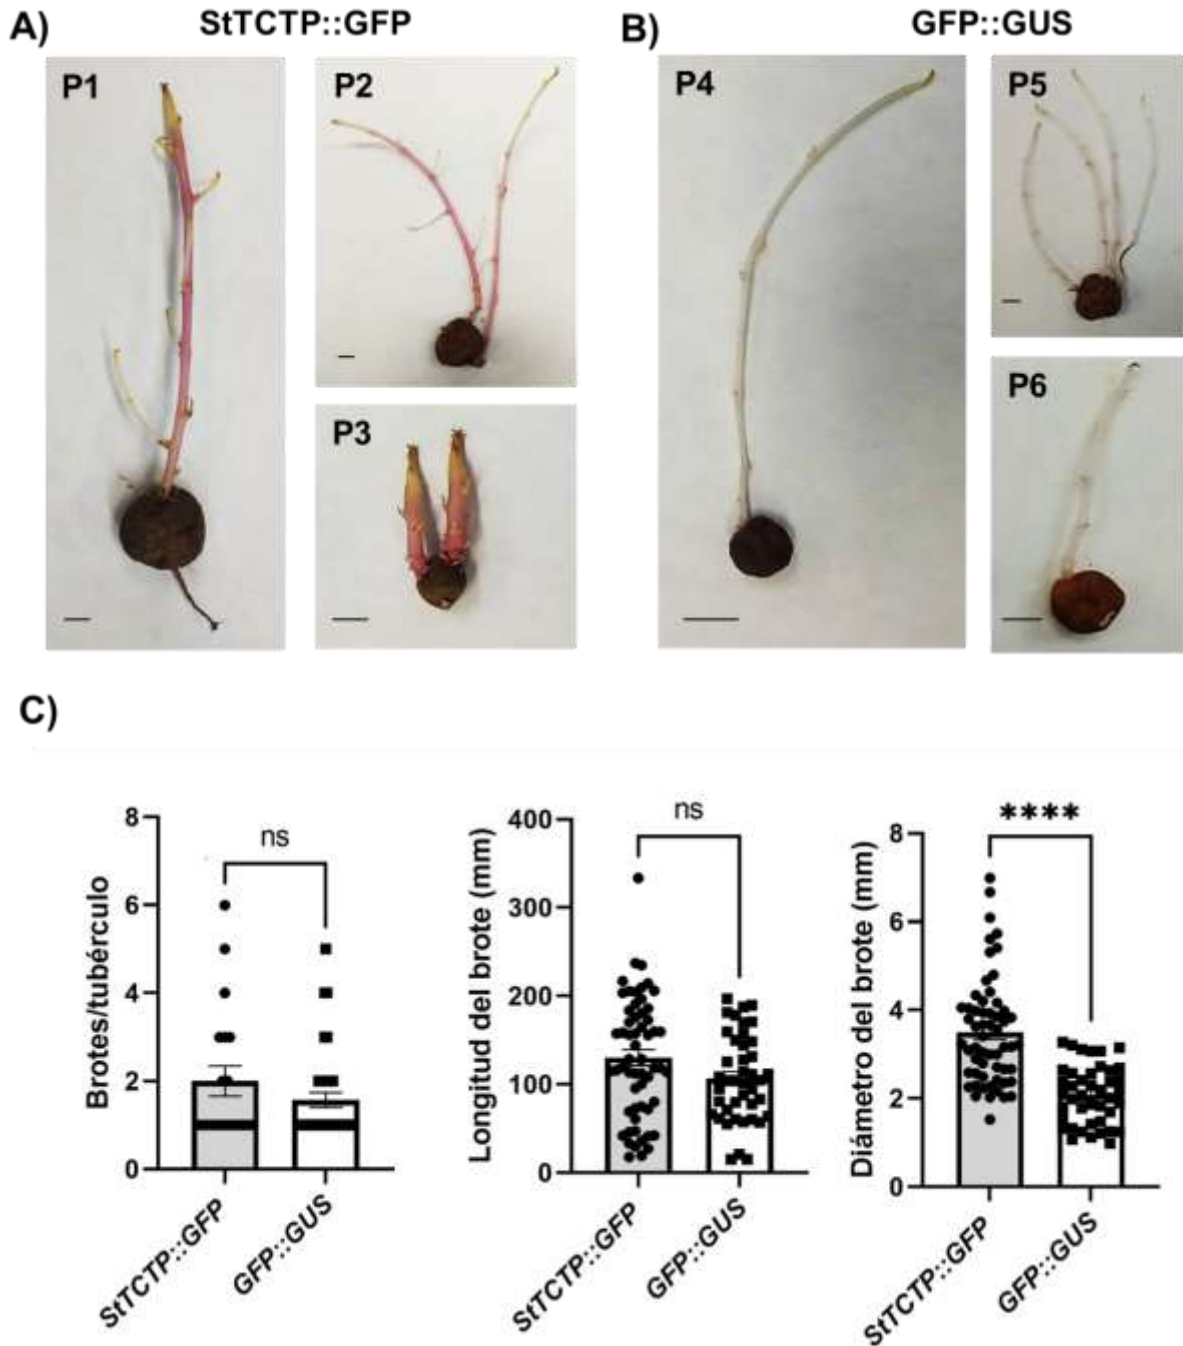 A)
StTCTP::GFP
P1
P2
P3
B)
GFP::GUS
P4
P5
P6
C)
8
6
4
2
0
Brotes/tubérculo
ns
StTCTP::GFP
GFP::GUS
400
300
200
100
0
Longitud del brote (mm)
ns
StTCTP::GFP
GFP::GUS
8
6
4
2
0
Diámetro del brote (mm)
****
StTCTP::GFP
GFP::GUS